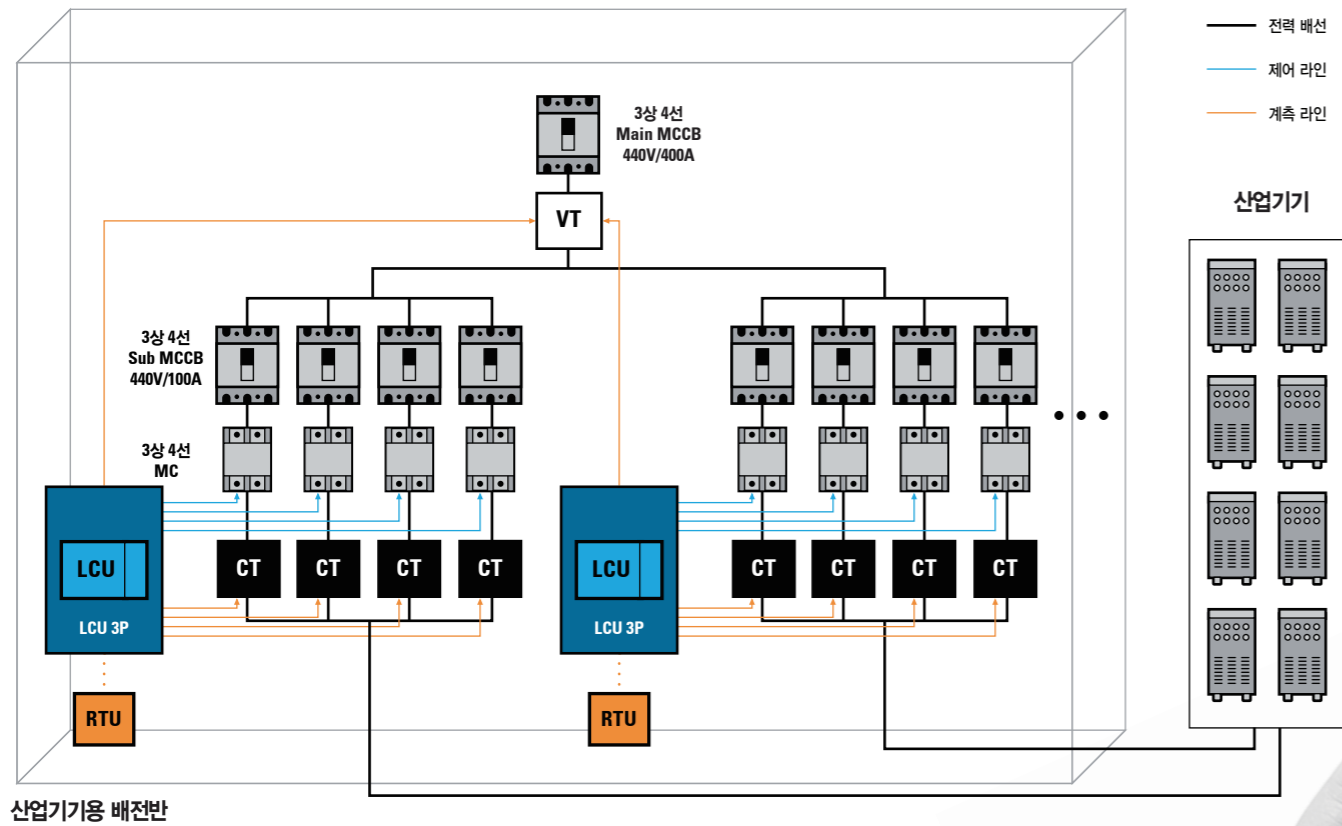 전력 배선
제어 라인
계측 라인
3상 4선
Main MCCB
440V/400A
VT
산업기기
3상 4선
Sub MCCB
440V/100A
3상 4선
MC
LCU
LCU 3P
CT CT CT CT
LCU
LCU 3P
CT CT CT CT
RTU
RTU
산업기기용 배전반